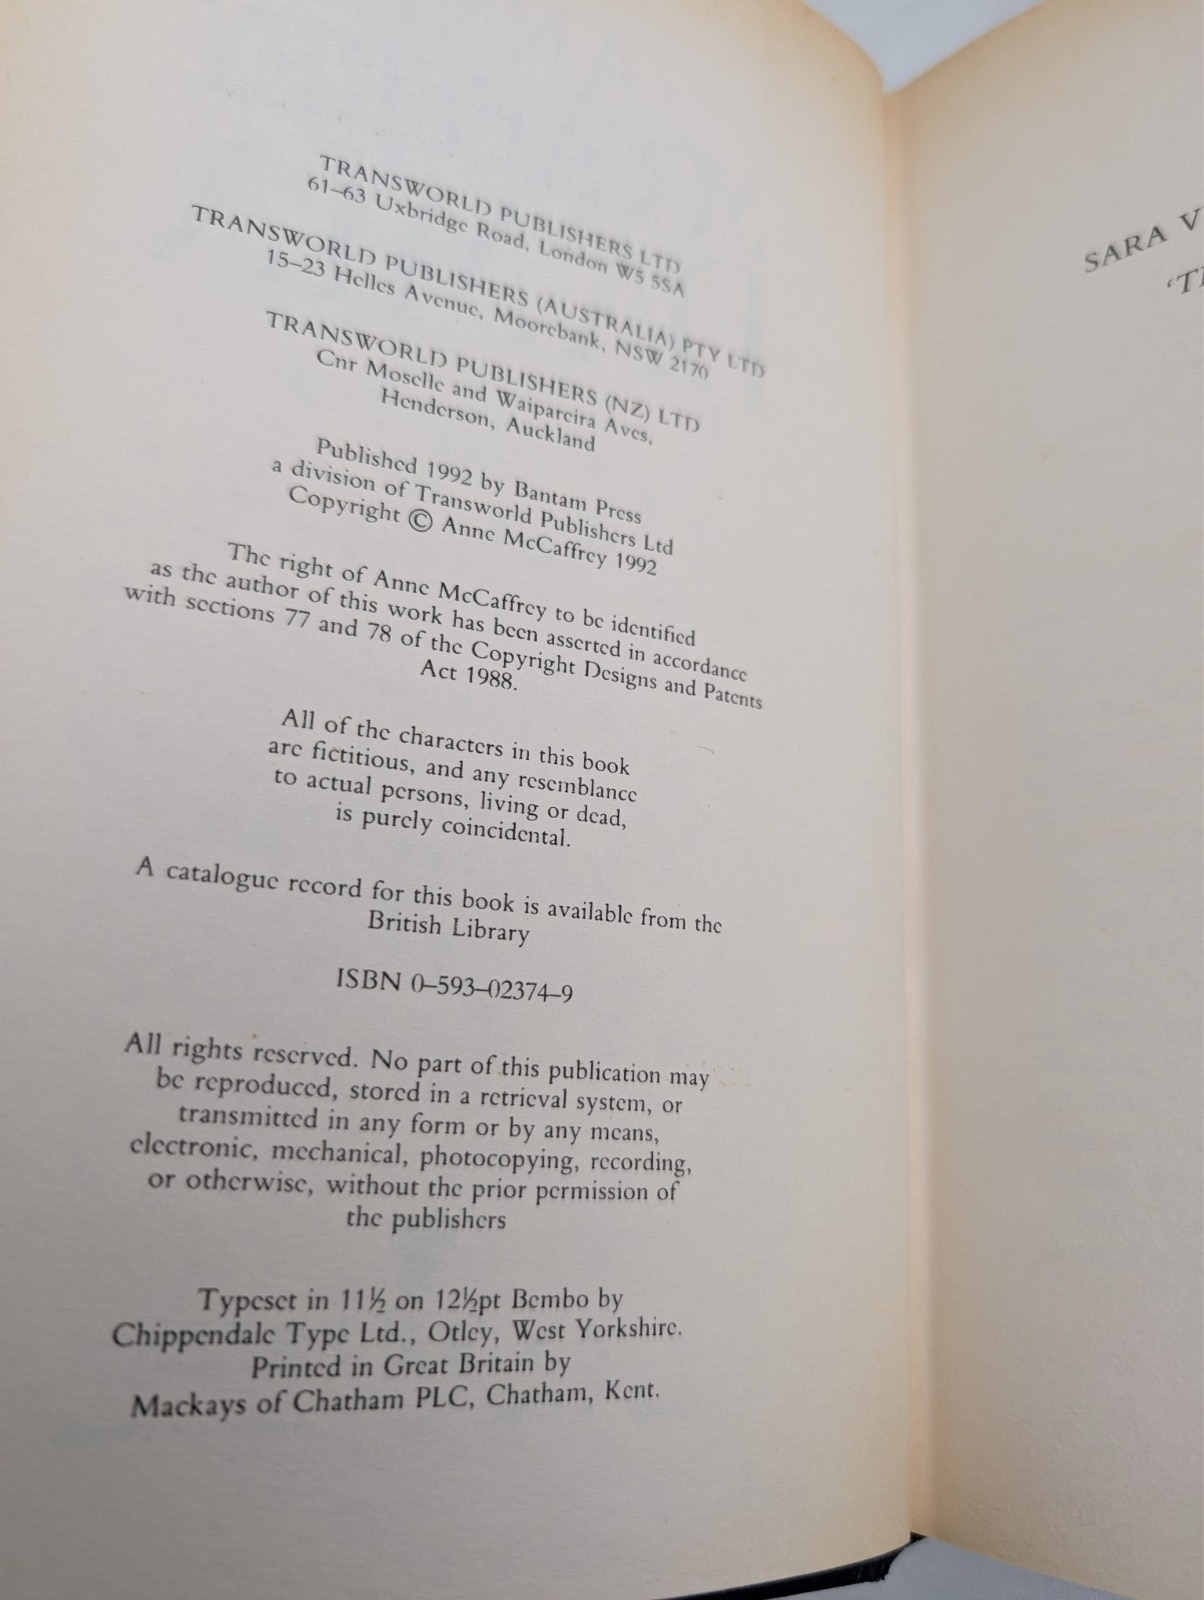 TRANSWORLD PUBLISHERS LTD
61–63 Uxbridge Road, London W5 5SA
TRANSWORLD PUBLISHERS (AUSTRALIA) PTY LTD
15–23 Helles Avenue, Moorebank, NSW 2170
TRANSWORLD PUBLISHERS (NZ) LTD
Cnr Moselle and Waipareira Aves,
Henderson, Auckland
Published 1992 by Bantam Press
a division of Transworld Publishers Ltd
Copyright © Anne McCaffrey 1992
The right of Anne McCaffrey to be identified
as the author of this work has been asserted in accordance
with sections 77 and 78 of the Copyright Designs and Patents
Act 1988.
All of the characters in this book
are fictitious, and any resemblance
to actual persons, living or dead,
is purely coincidental.
A catalogue record for this book is available from the
British Library
ISBN 0–593–02374–9
All rights reserved. No part of this publication may
be reproduced, stored in a retrieval system, or
transmitted in any form or by any means,
electronic, mechanical, photocopying, recording,
or otherwise, without the prior permission of
the publishers
Typeset in 11½ on 12½pt Bembo by
Chippendale Type Ltd., Otley, West Yorkshire.
Printed in Great Britain by
Mackays of Chatham PLC, Chatham, Kent.
SARA V